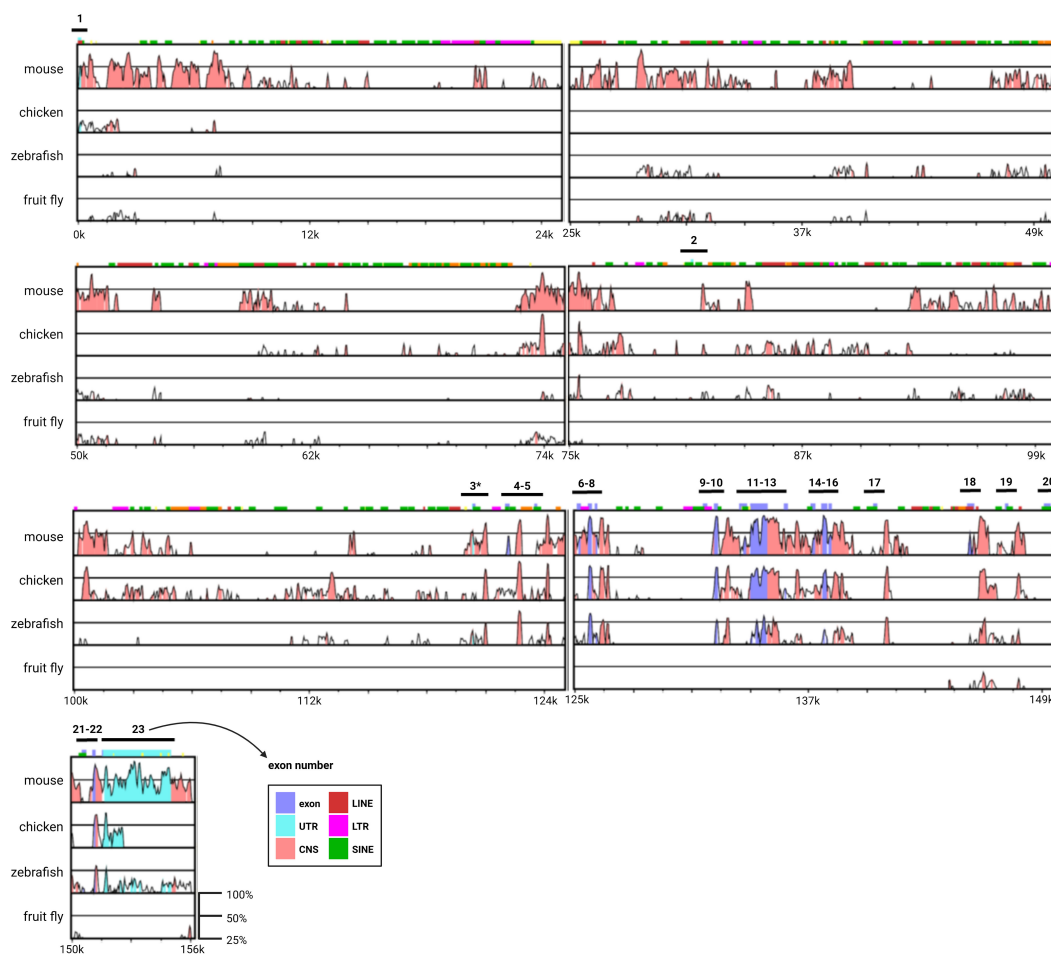 1
mouse
chicken
zebrafish
fruit fly
0k 12k 24k 25k 37k 49k
2
mouse
chicken
zebrafish
fruit fly
50k 62k 74k 75k 87k 99k
3* 4-5 6-8 9-10 11-13 14-16 17 18 19 20
mouse
chicken
zebrafish
fruit fly
100k 112k 124k 125k 137k 149k
21-22 23
mouse
chicken
zebrafish
fruit fly
150k 156k
exon number
exon LINE
UTR LTR
CNS SINE
100%
50%
25%